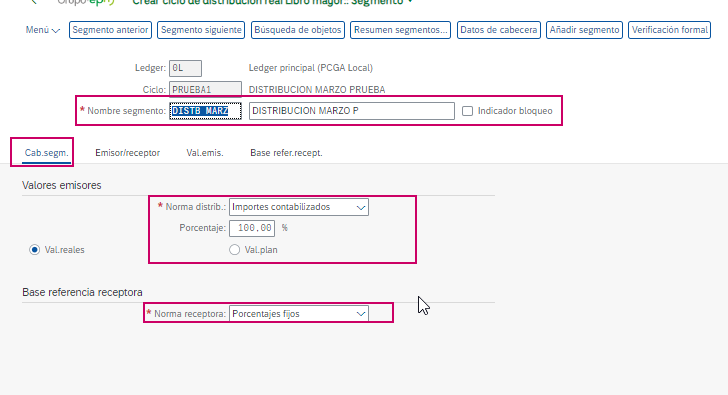 Grupo epm
Crear ciclo de distribución real Libro mayor.: Segmento
Menú Segmento anterior Segmento siguiente Búsqueda de objetos Resumen segmentos... Datos de cabecera Añadir segmento Verificación formal
Ledger: 0L Ledger principal (PCGA Local)
Ciclo: PRUEBA1 DISTRIBUCION MARZO PRUEBA
* Nombre segmento: DISTB MARZ DISTRIBUCION MARZO P Indicador bloqueo
Cab.segm. Emisor/receptor Val.emis. Base refer.recept.
Valores emisores
* Norma distrib.: Importes contabilizados
Porcentaje: 100,00 %
Val.reales Val.plan
Base referencia receptora
* Norma receptora: Porcentajes fijos